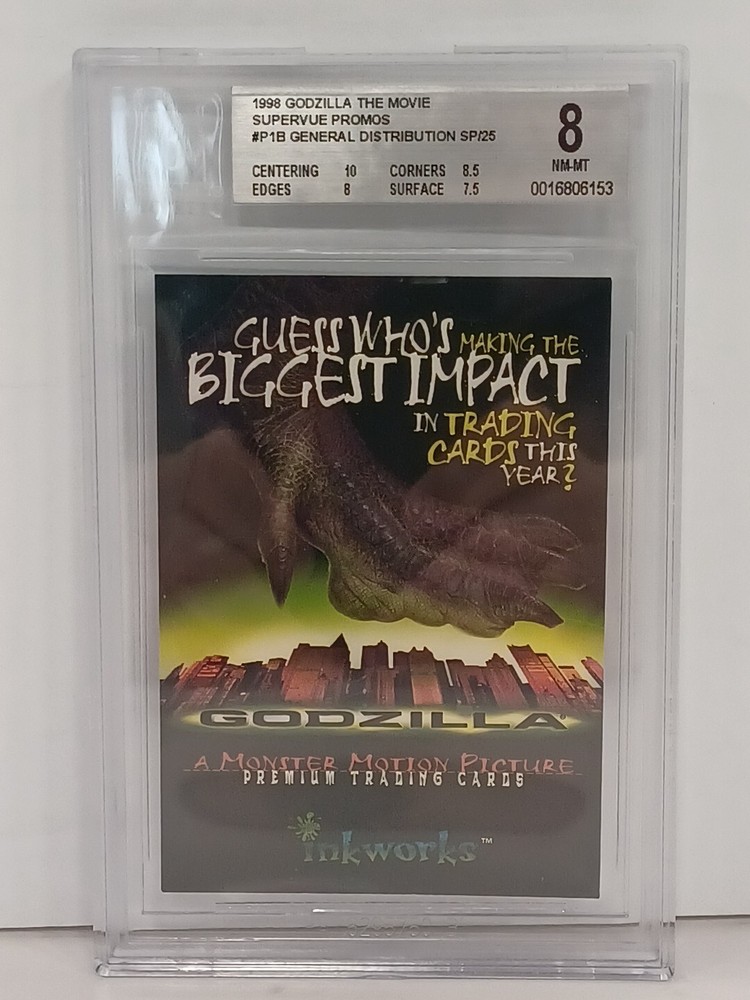 1998 GODZILLA THE MOVIE
SUPERVUE PROMOS
#P1B GENERAL DISTRIBUTION SP/25
8
NM-MT
CENTERING 10 CORNERS 8.5
EDGES 8 SURFACE 7.5
0016806153
GUESS WHO'S MAKING THE
BIGGEST IMPACT
IN TRADING
CARDS THIS
YEAR?
GODZILLA
A MONSTER MOTION PICTURE
PREMIUM TRADING CARDS
inkworks™